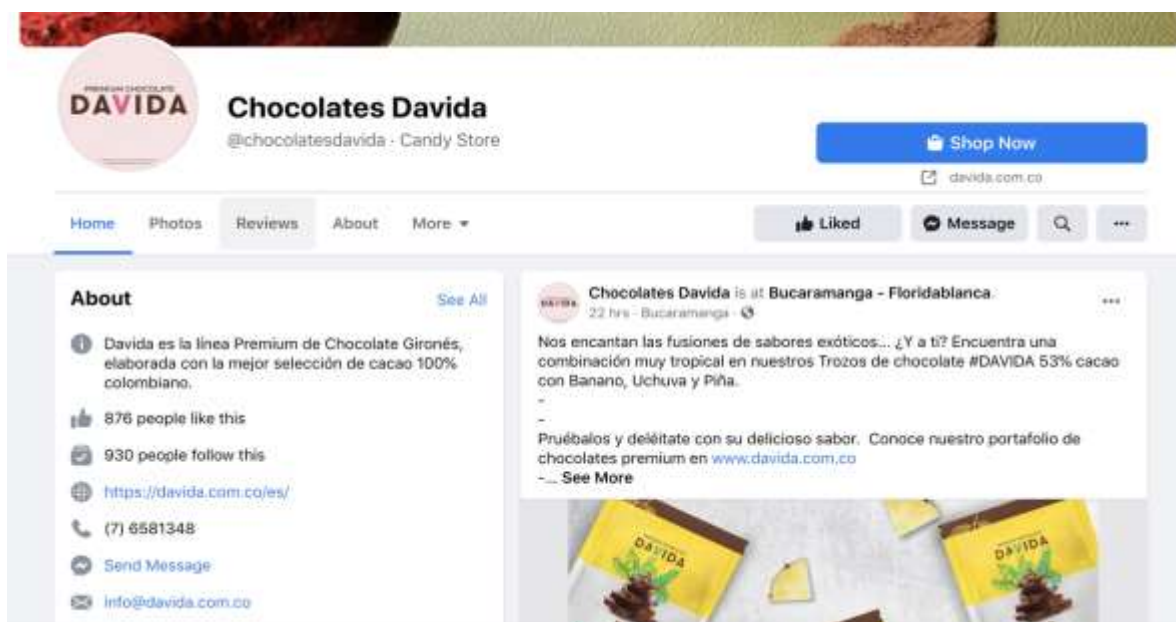 PREMIUM CHOCOLATE
DAVIDA
Chocolates Davida
@chocolatesdavida · Candy Store
Shop Now
davida.com.co
Home
Photos
Reviews
About
More
Liked
Message
About
See All
Davida es la línea Premium de Chocolate Gironés,
elaborada con la mejor selección de cacao 100%
colombiano.
876 people like this
930 people follow this
https://davida.com.co/es/
(7) 6581348
Send Message
info@davida.com.co
DAVIDA
Chocolates Davida is at Bucaramanga - Floridablanca.
22 hrs · Bucaramanga ·
Nos encantan las fusiones de sabores exóticos... ¿Y a ti? Encuentra una
combinación muy tropical en nuestros Trozos de chocolate #DAVIDA 53% cacao
con Banano, Uchuva y Piña.
-
-
Pruébalos y deléitate con su delicioso sabor. Conoce nuestro portafolio de
chocolates premium en www.davida.com.co
-... See More
DAVIDA
DAVIDA